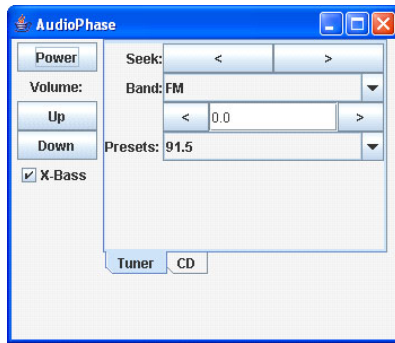 AudioPhase
Power
Volume:
Up
Down
X-Bass
Seek: < >
Band: FM
< 0.0 >
Presets: 91.5
Tuner CD